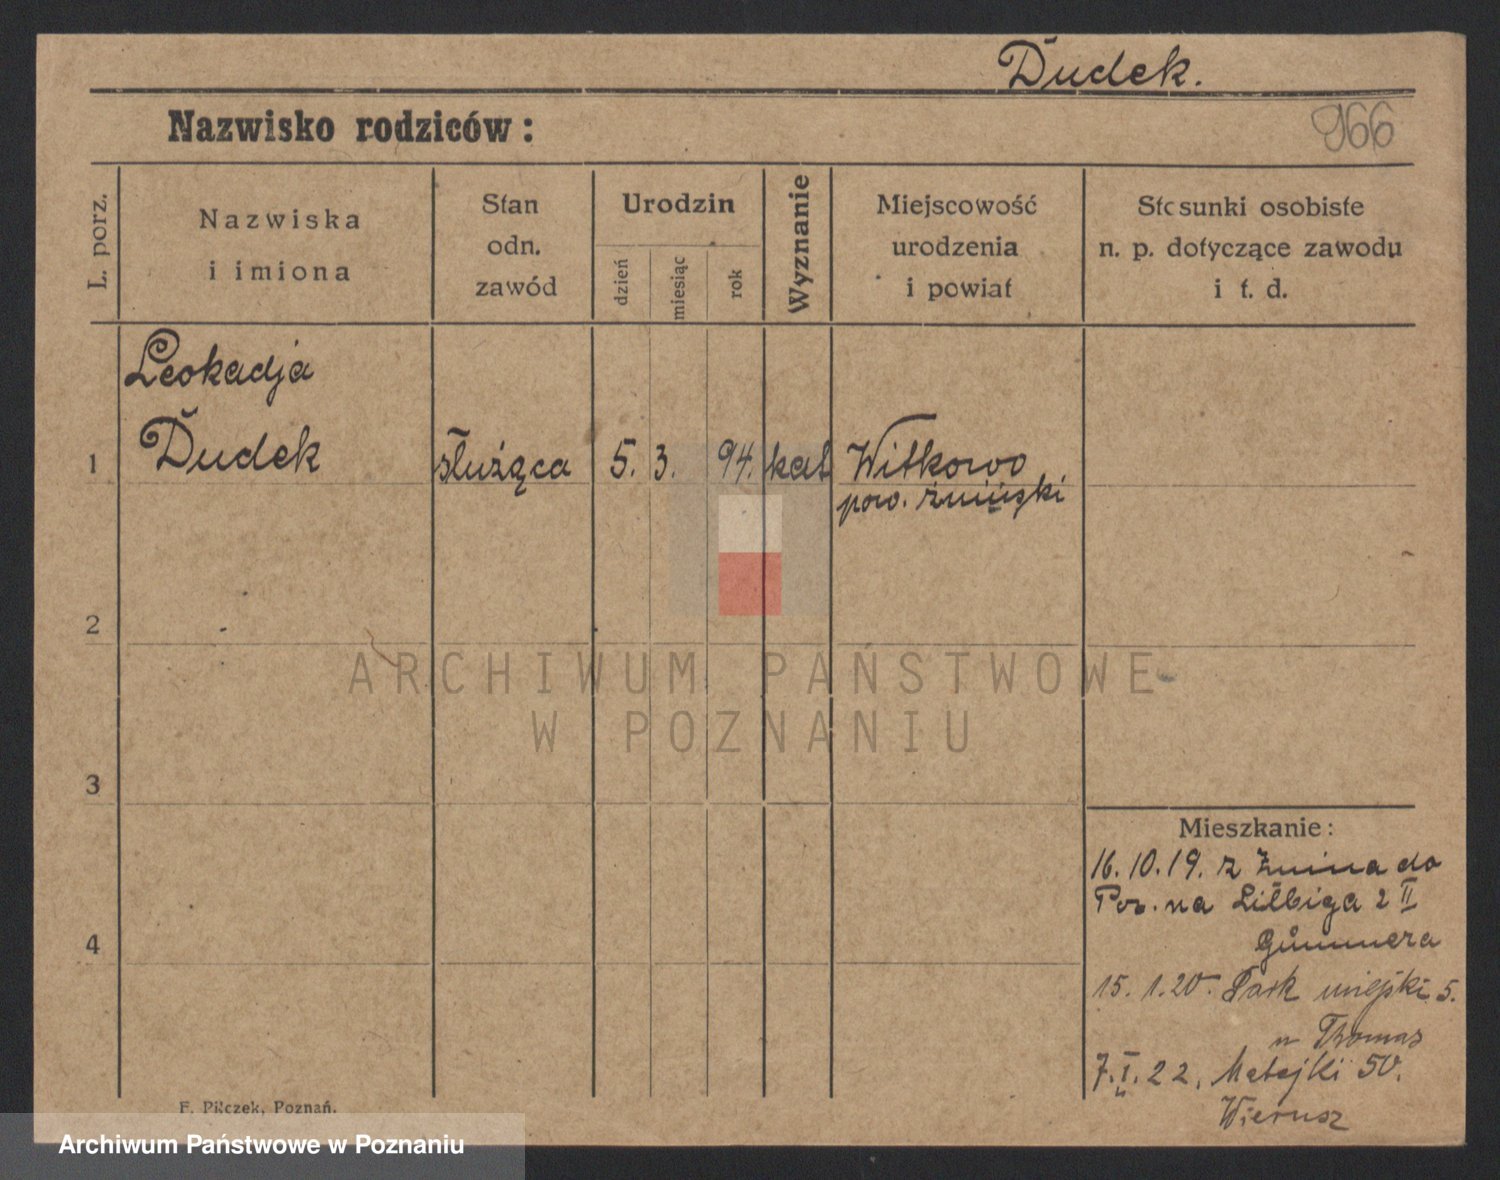 Dudek.
Nazwisko rodziców:
966
L. porz.
Nazwiska
i imiona
Stan
odn.
zawód
Urodzin
dzień
miesiąc
rok
Wyznanie
Miejscowość
urodzenia
i powiat
Stosunki osobiste
n. p. dotyczące zawodu
i t. d.
Leokadja
1 Dudek służąca 5. 3. 94. kat Witkowo
pow. żniński
2
ARCHIWUM PAŃSTWOWE
W POZNANIU
3
Mieszkanie:
16.10.19. z Żnina do
Poz. na Liebiga 2 II
4
Gummera
15. 1. 20. Park miejski 5.
Thomas
7. I. 22. Matejki 50.
Wierusz
F. Pilczek, Poznań.
Archiwum Państwowe w Poznaniu